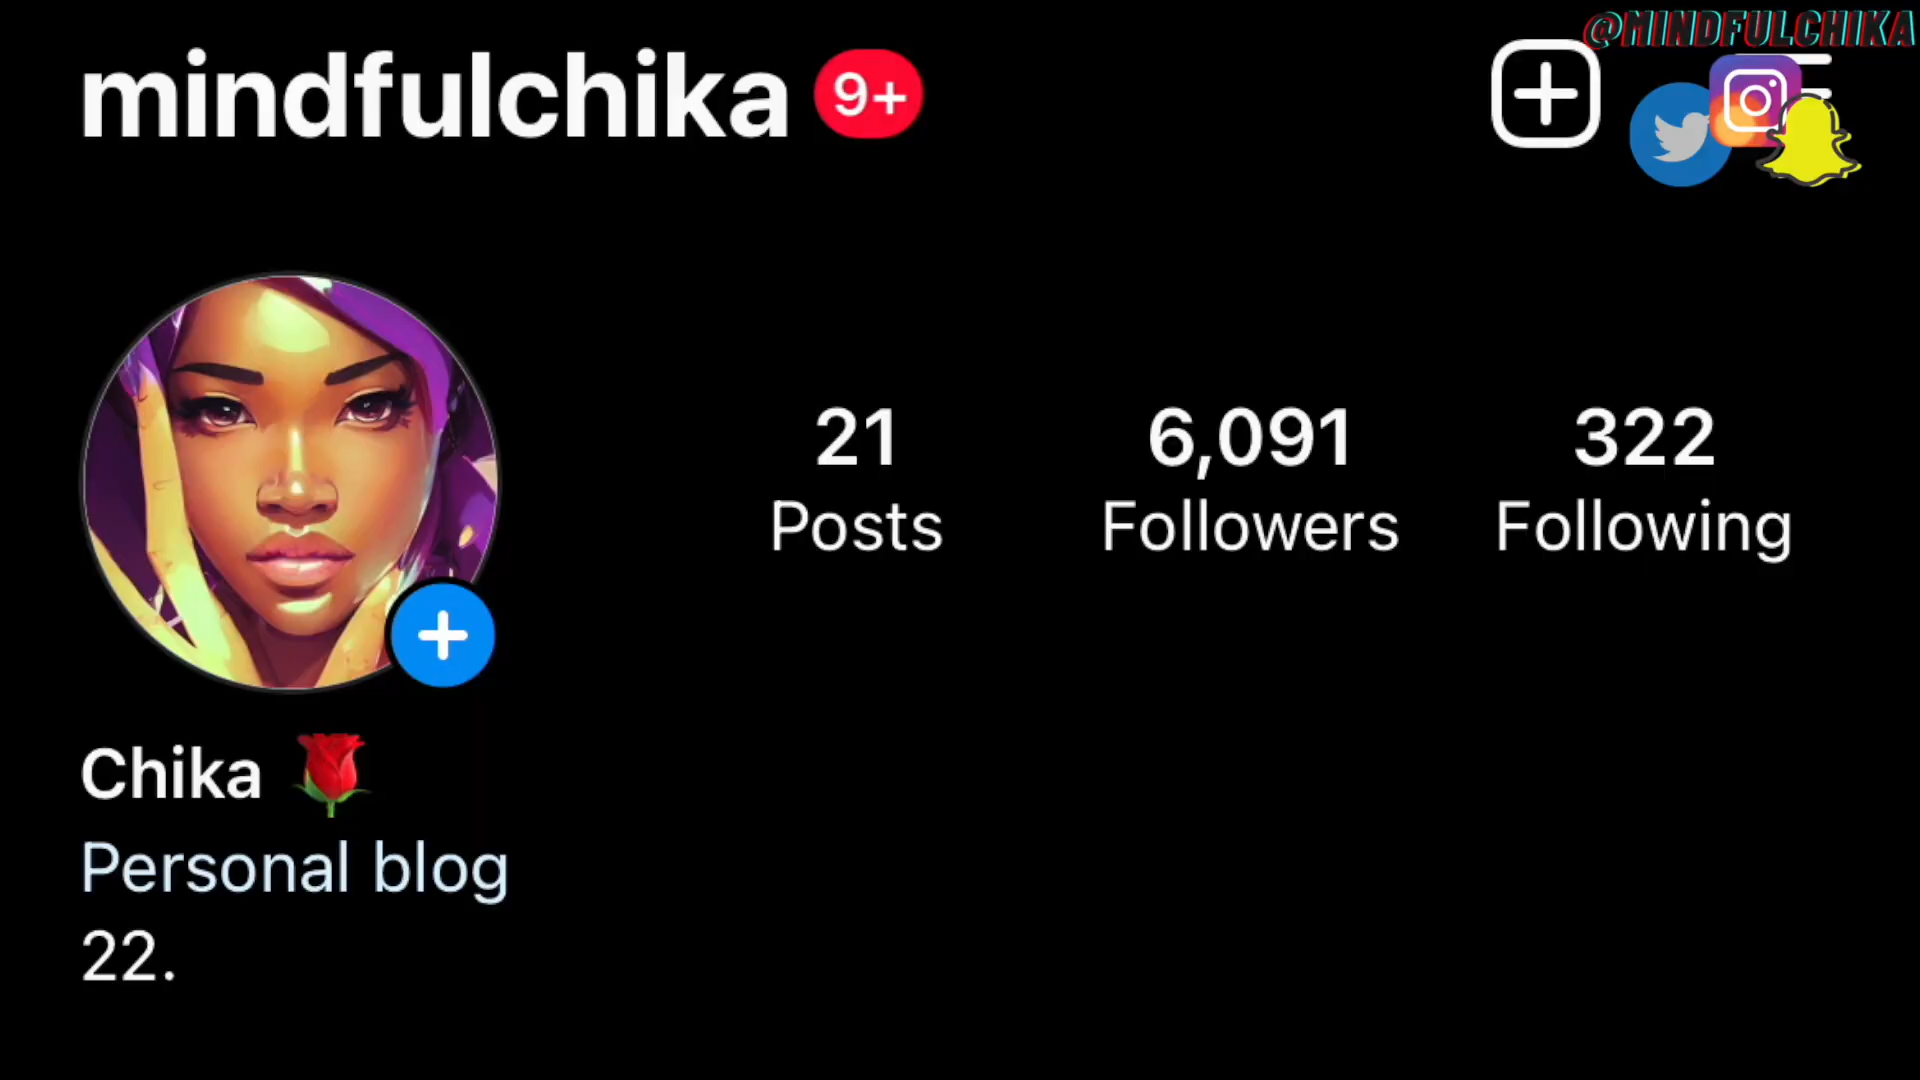 @MINDFULCHIKA
mindfulchika 9+
21 6,091 322
Posts Followers Following
Chika
Personal blog
22.